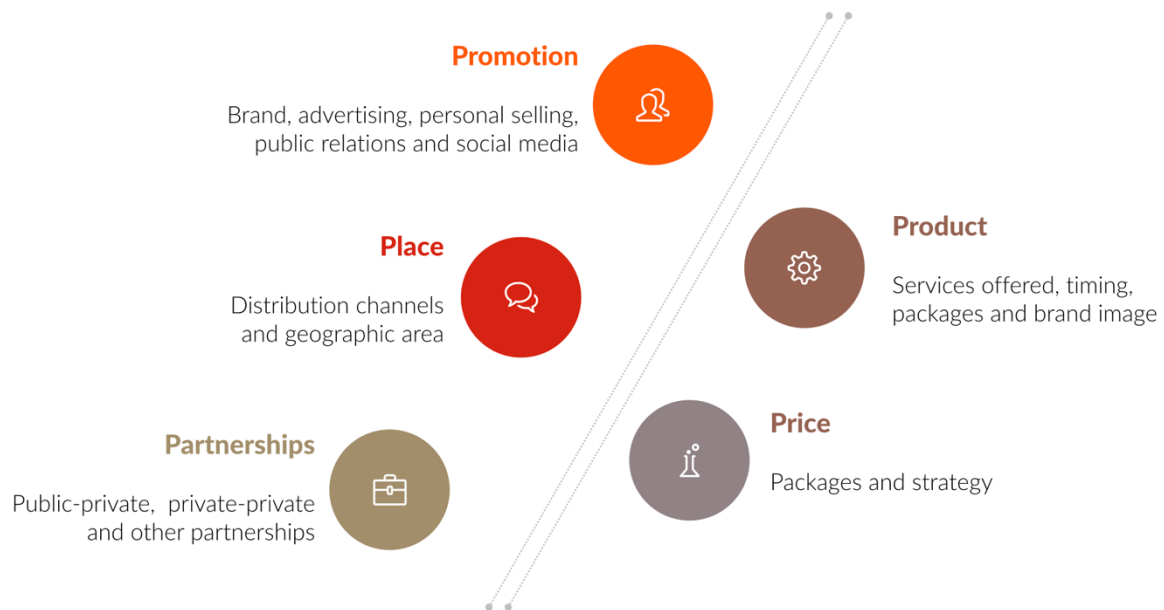 Promotion
Brand, advertising, personal selling,
public relations and social media
Place
Distribution channels
and geographic area
Partnerships
Public-private,  private-private
and other partnerships
Product
Services offered, timing,
packages and brand image
Price
Packages and strategy